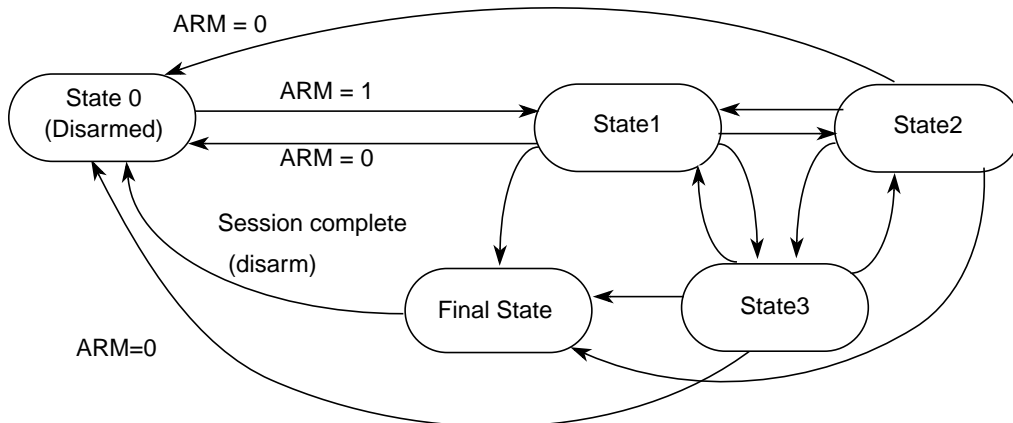 ARM = 0
State 0
(Disarmed)
ARM = 1
State1
State2
ARM = 0
Session complete
(disarm)
Final State
State3
ARM=0